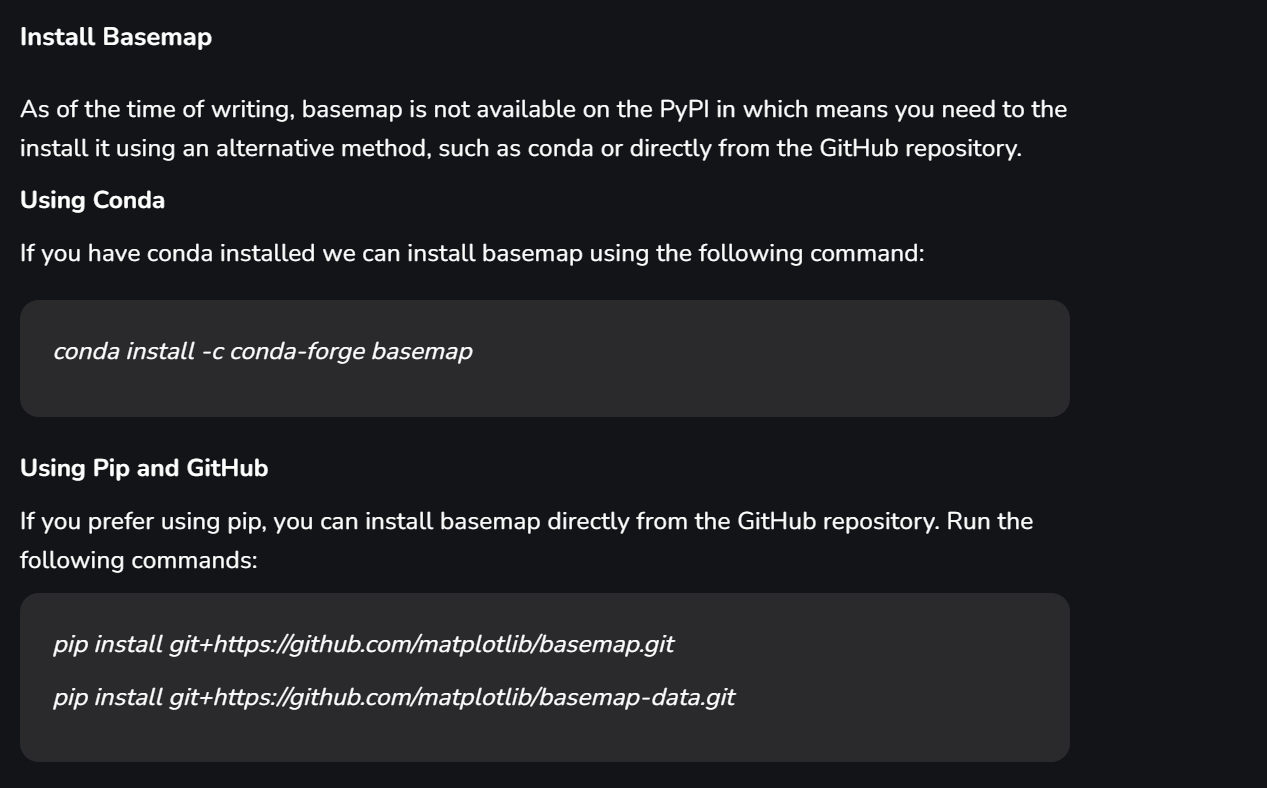 Install Basemap
As of the time of writing, basemap is not available on the PyPI in which means you need to the
install it using an alternative method, such as conda or directly from the GitHub repository.
Using Conda
If you have conda installed we can install basemap using the following command:
conda install -c conda-forge basemap
Using Pip and GitHub
If you prefer using pip, you can install basemap directly from the GitHub repository. Run the
following commands:
pip install git+https://github.com/matplotlib/basemap.git
pip install git+https://github.com/matplotlib/basemap-data.git